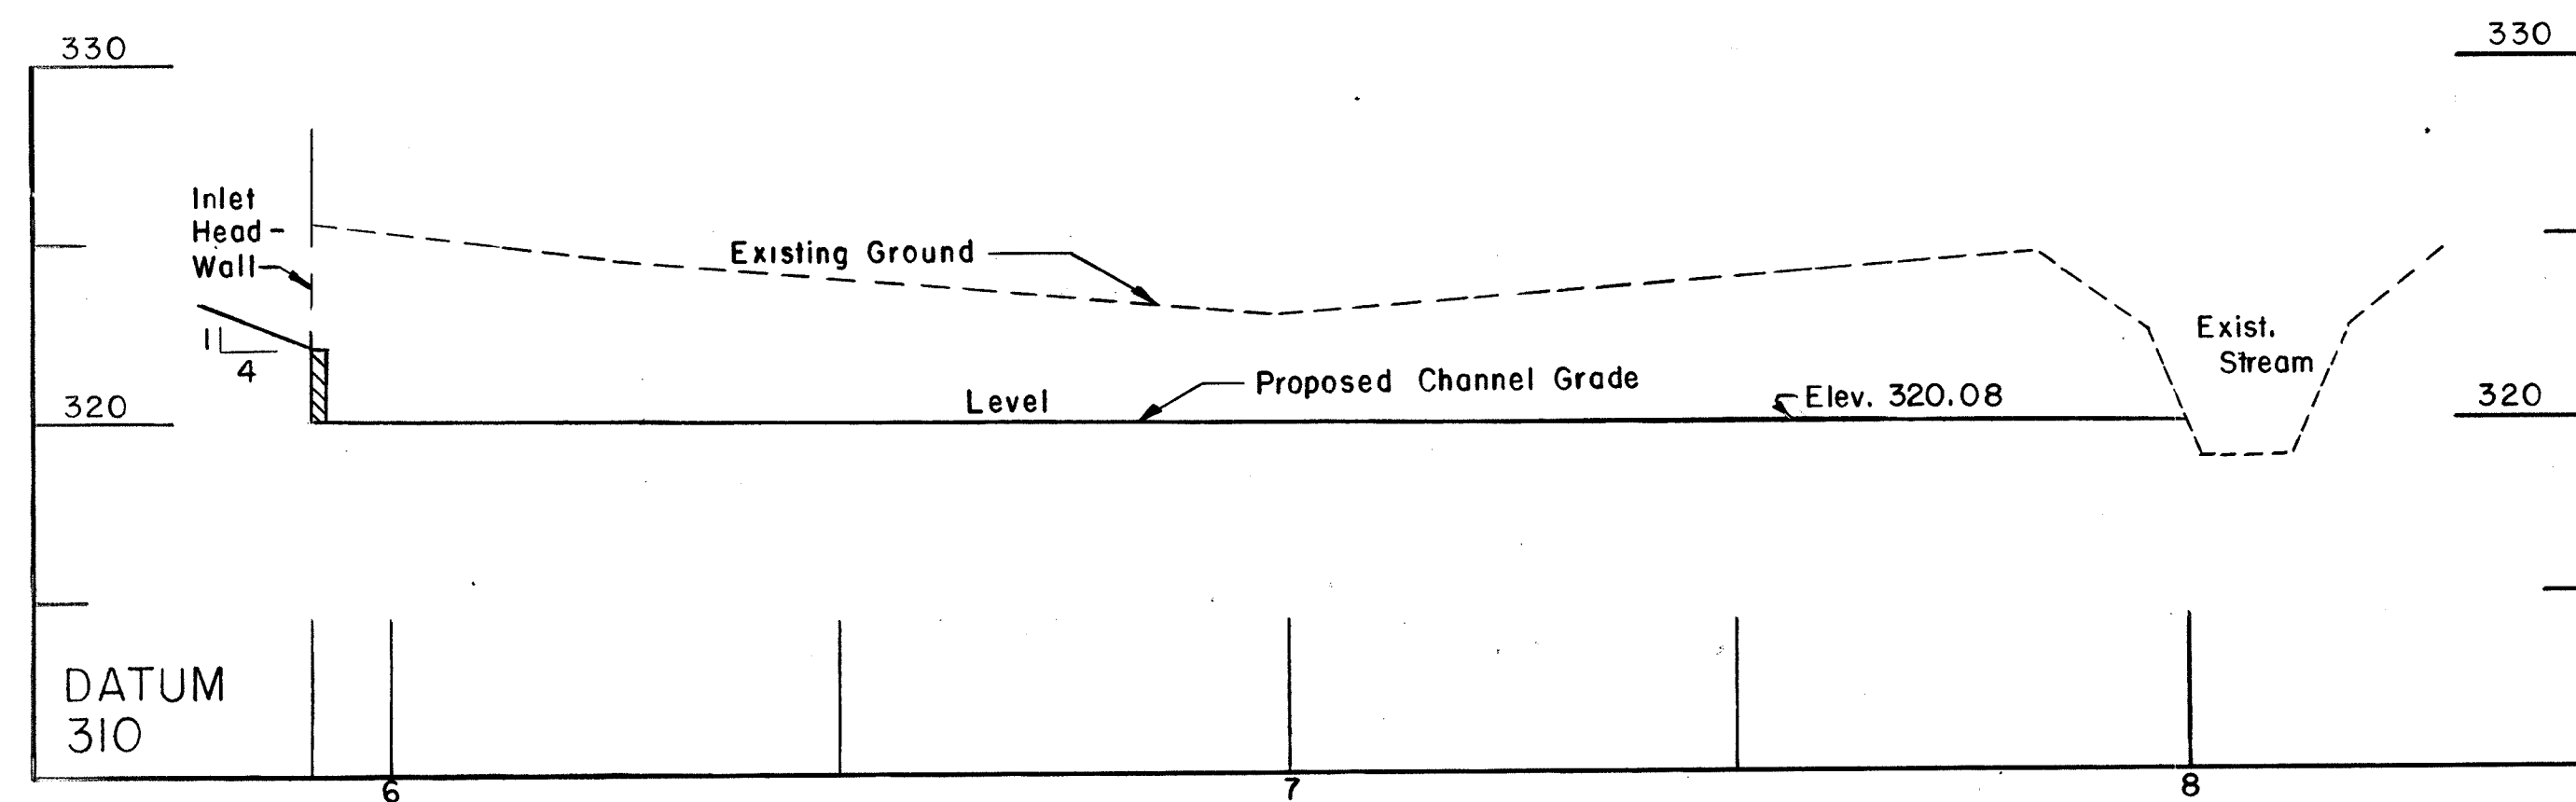 330
330
Inlet
Head-
Wall
Existing Ground
1
4
Exist.
Stream
Proposed Channel Grade
Level
Elev. 320.08
320
320
DATUM
310
6
7
8